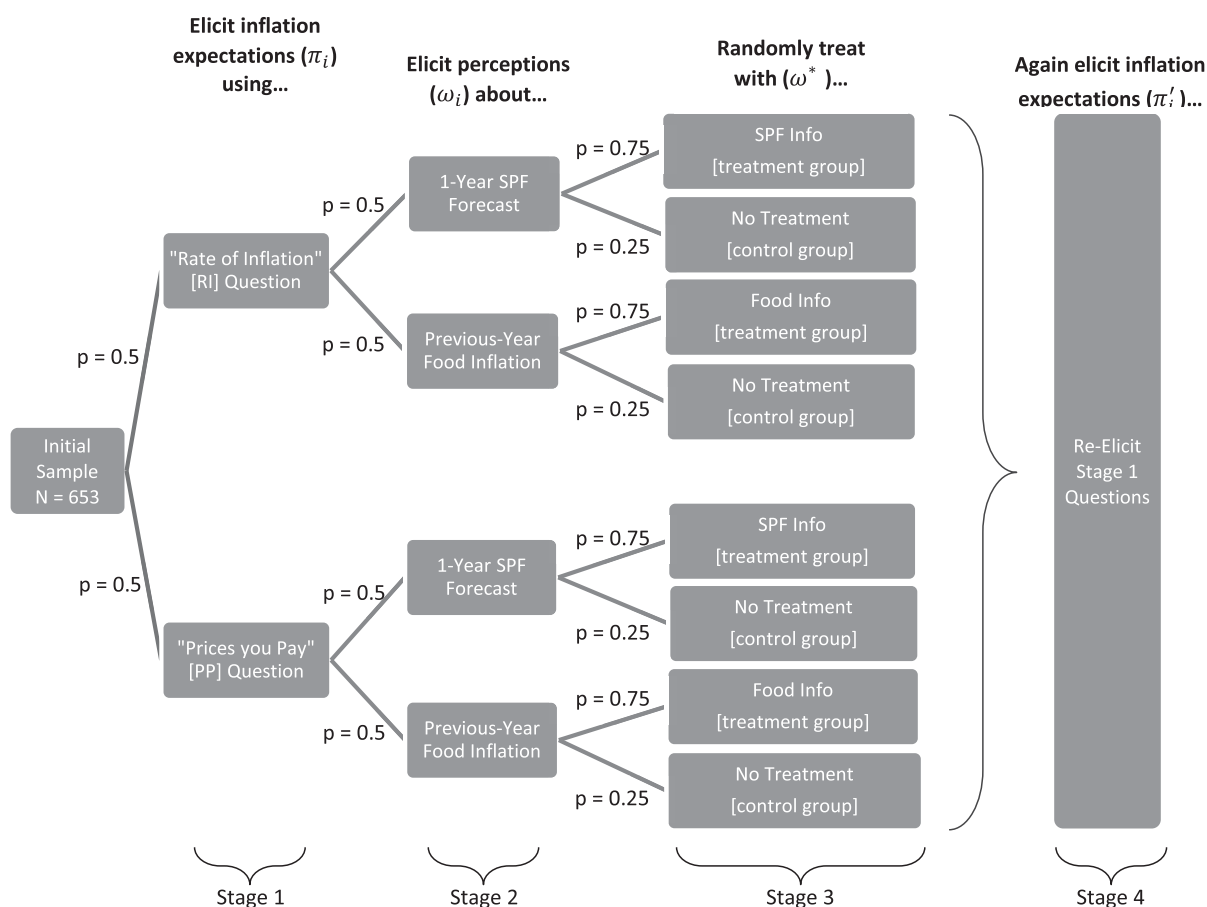 Elicit inflation
expectations (π_i)
using...
Elicit perceptions
(ω_i) about...
Randomly treat
with (ω* )...
Again elicit inflation
expectations (π'_i)...
Initial
Sample
N = 653
p = 0.5
p = 0.5
"Rate of Inflation"
[RI] Question
"Prices you Pay"
[PP] Question
p = 0.5
p = 0.5
p = 0.5
p = 0.5
1-Year SPF
Forecast
Previous-Year
Food Inflation
1-Year SPF
Forecast
Previous-Year
Food Inflation
p = 0.75
p = 0.25
p = 0.75
p = 0.25
p = 0.75
p = 0.25
p = 0.75
p = 0.25
SPF Info
[treatment group]
No Treatment
[control group]
Food Info
[treatment group]
No Treatment
[control group]
SPF Info
[treatment group]
No Treatment
[control group]
Food Info
[treatment group]
No Treatment
[control group]
Re-Elicit
Stage 1
Questions
Stage 1
Stage 2
Stage 3
Stage 4